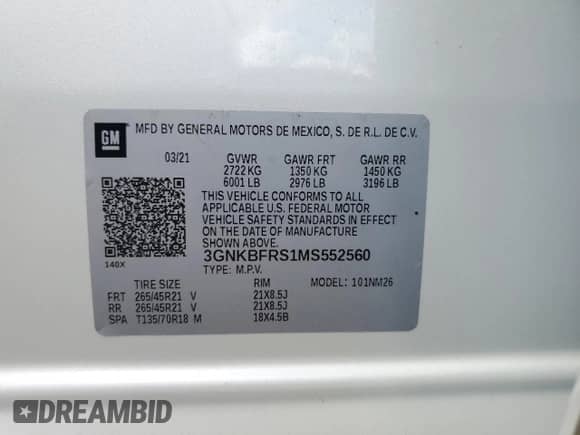 GM
MFD BY GENERAL MOTORS DE MEXICO, S. DE R.L. DE C.V.
03/21 GVWR GAWR FRT GAWR RR
2722 KG 1350 KG 1450 KG
6001 LB 2976 LB 3196 LB
THIS VEHICLE CONFORMS TO ALL
APPLICABLE U.S. FEDERAL MOTOR
VEHICLE SAFETY STANDARDS IN EFFECT
ON THE DATE OF MANUFACTURE
SHOWN ABOVE.
3GNKBFRS1MS552560
140X TYPE: M.P.V.
TIRE SIZE RIM MODEL: 101NM26
FRT 265/45R21 V 21X8.5J
RR 265/45R21 V 21X8.5J
SPA T135/70R18 M 18X4.5B
DREAMBID